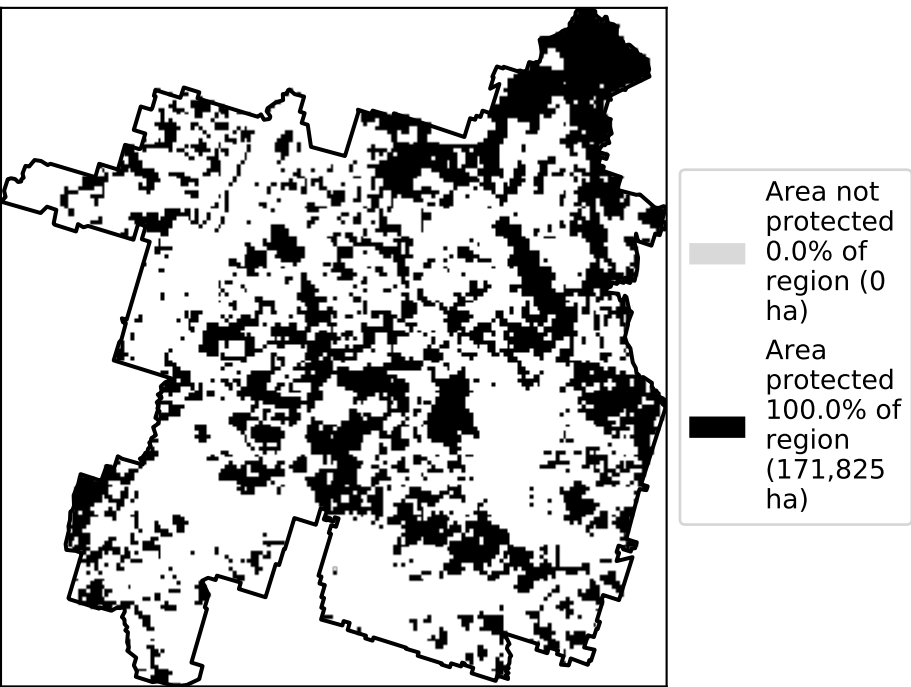 Area not
protected
0.0% of
region (0
ha)
Area
protected
100.0% of
region
(171,825
ha)